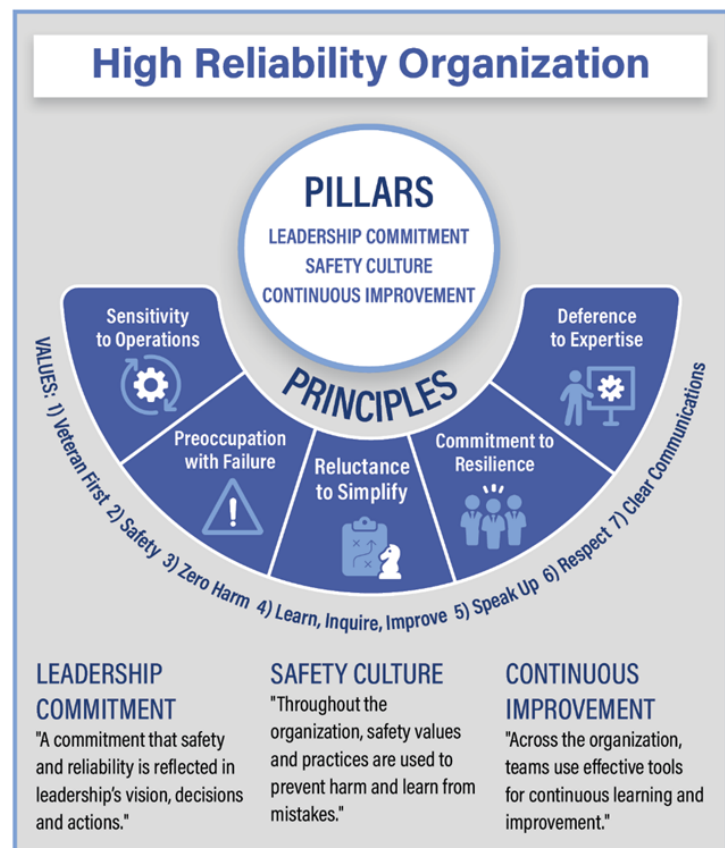 High Reliability Organization
PILLARS
LEADERSHIP COMMITMENT
SAFETY CULTURE
CONTINUOUS IMPROVEMENT
PRINCIPLES
Sensitivity
to Operations
Preoccupation
with Failure
Reluctance
to Simplify
Commitment to
Resilience
Deference
to Expertise
VALUES: 1) Veteran First 2) Safety 3) Zero Harm 4) Learn, Inquire, Improve 5) Speak Up 6) Respect 7) Clear Communications
LEADERSHIP
COMMITMENT
"A commitment that safety
and reliability is reflected in
leadership's vision, decisions
and actions."
SAFETY CULTURE
"Throughout the
organization, safety values
and practices are used to
prevent harm and learn from
mistakes."
CONTINUOUS
IMPROVEMENT
"Across the organization,
teams use effective tools
for continuous learning and
improvement."